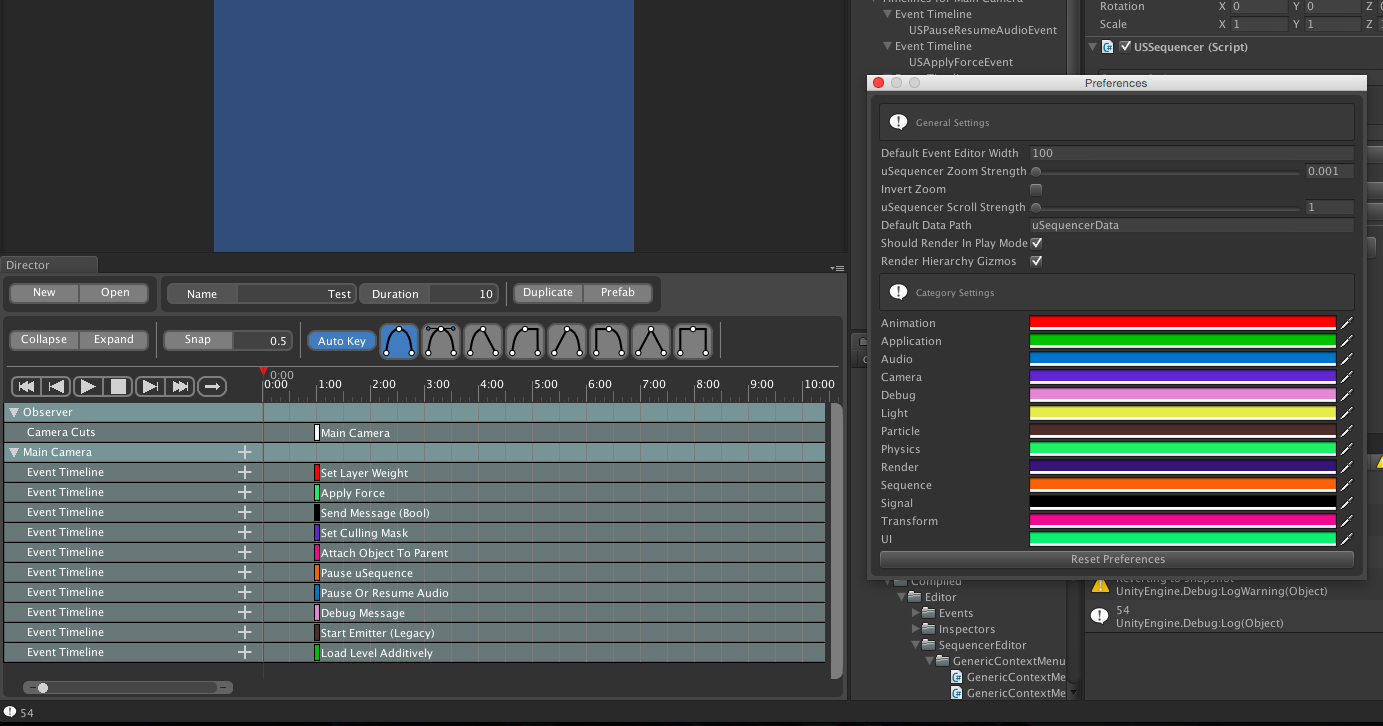 Event Timeline
USPauseResumeAudioEvent
Event Timeline
USApplyForceEvent
Rotation X 0 Y 0 Z
Scale X 1 Y 1 Z
USSequencer (Script)
Preferences
General Settings
Default Event Editor Width 100
uSequencer Zoom Strength 0.001
Invert Zoom
uSequencer Scroll Strength 1
Default Data Path uSequencerData
Should Render In Play Mode
Render Hierarchy Gizmos
Category Settings
Animation
Application
Audio
Camera
Debug
Light
Particle
Physics
Render
Sequence
Signal
Transform
UI
Reset Preferences
Director
New Open Name Test Duration 10 Duplicate Prefab
Collapse Expand Snap 0.5 Auto Key
0:00
0:00 1:00 2:00 3:00 4:00 5:00 6:00 7:00 8:00 9:00 10:00
Observer
Camera Cuts Main Camera
Main Camera
Event Timeline Set Layer Weight
Event Timeline Apply Force
Event Timeline Send Message (Bool)
Event Timeline Set Culling Mask
Event Timeline Attach Object To Parent
Event Timeline Pause uSequence
Event Timeline Pause Or Resume Audio
Event Timeline Debug Message
Event Timeline Start Emitter (Legacy)
Event Timeline Load Level Additively
Compiled
Editor
Events
Inspectors
SequencerEditor
GenericContextMenu
GenericContextMe
GenericContextMe
Reverting to snapshot
UnityEngine.Debug:LogWarning(Object)
54
UnityEngine.Debug:Log(Object)
54